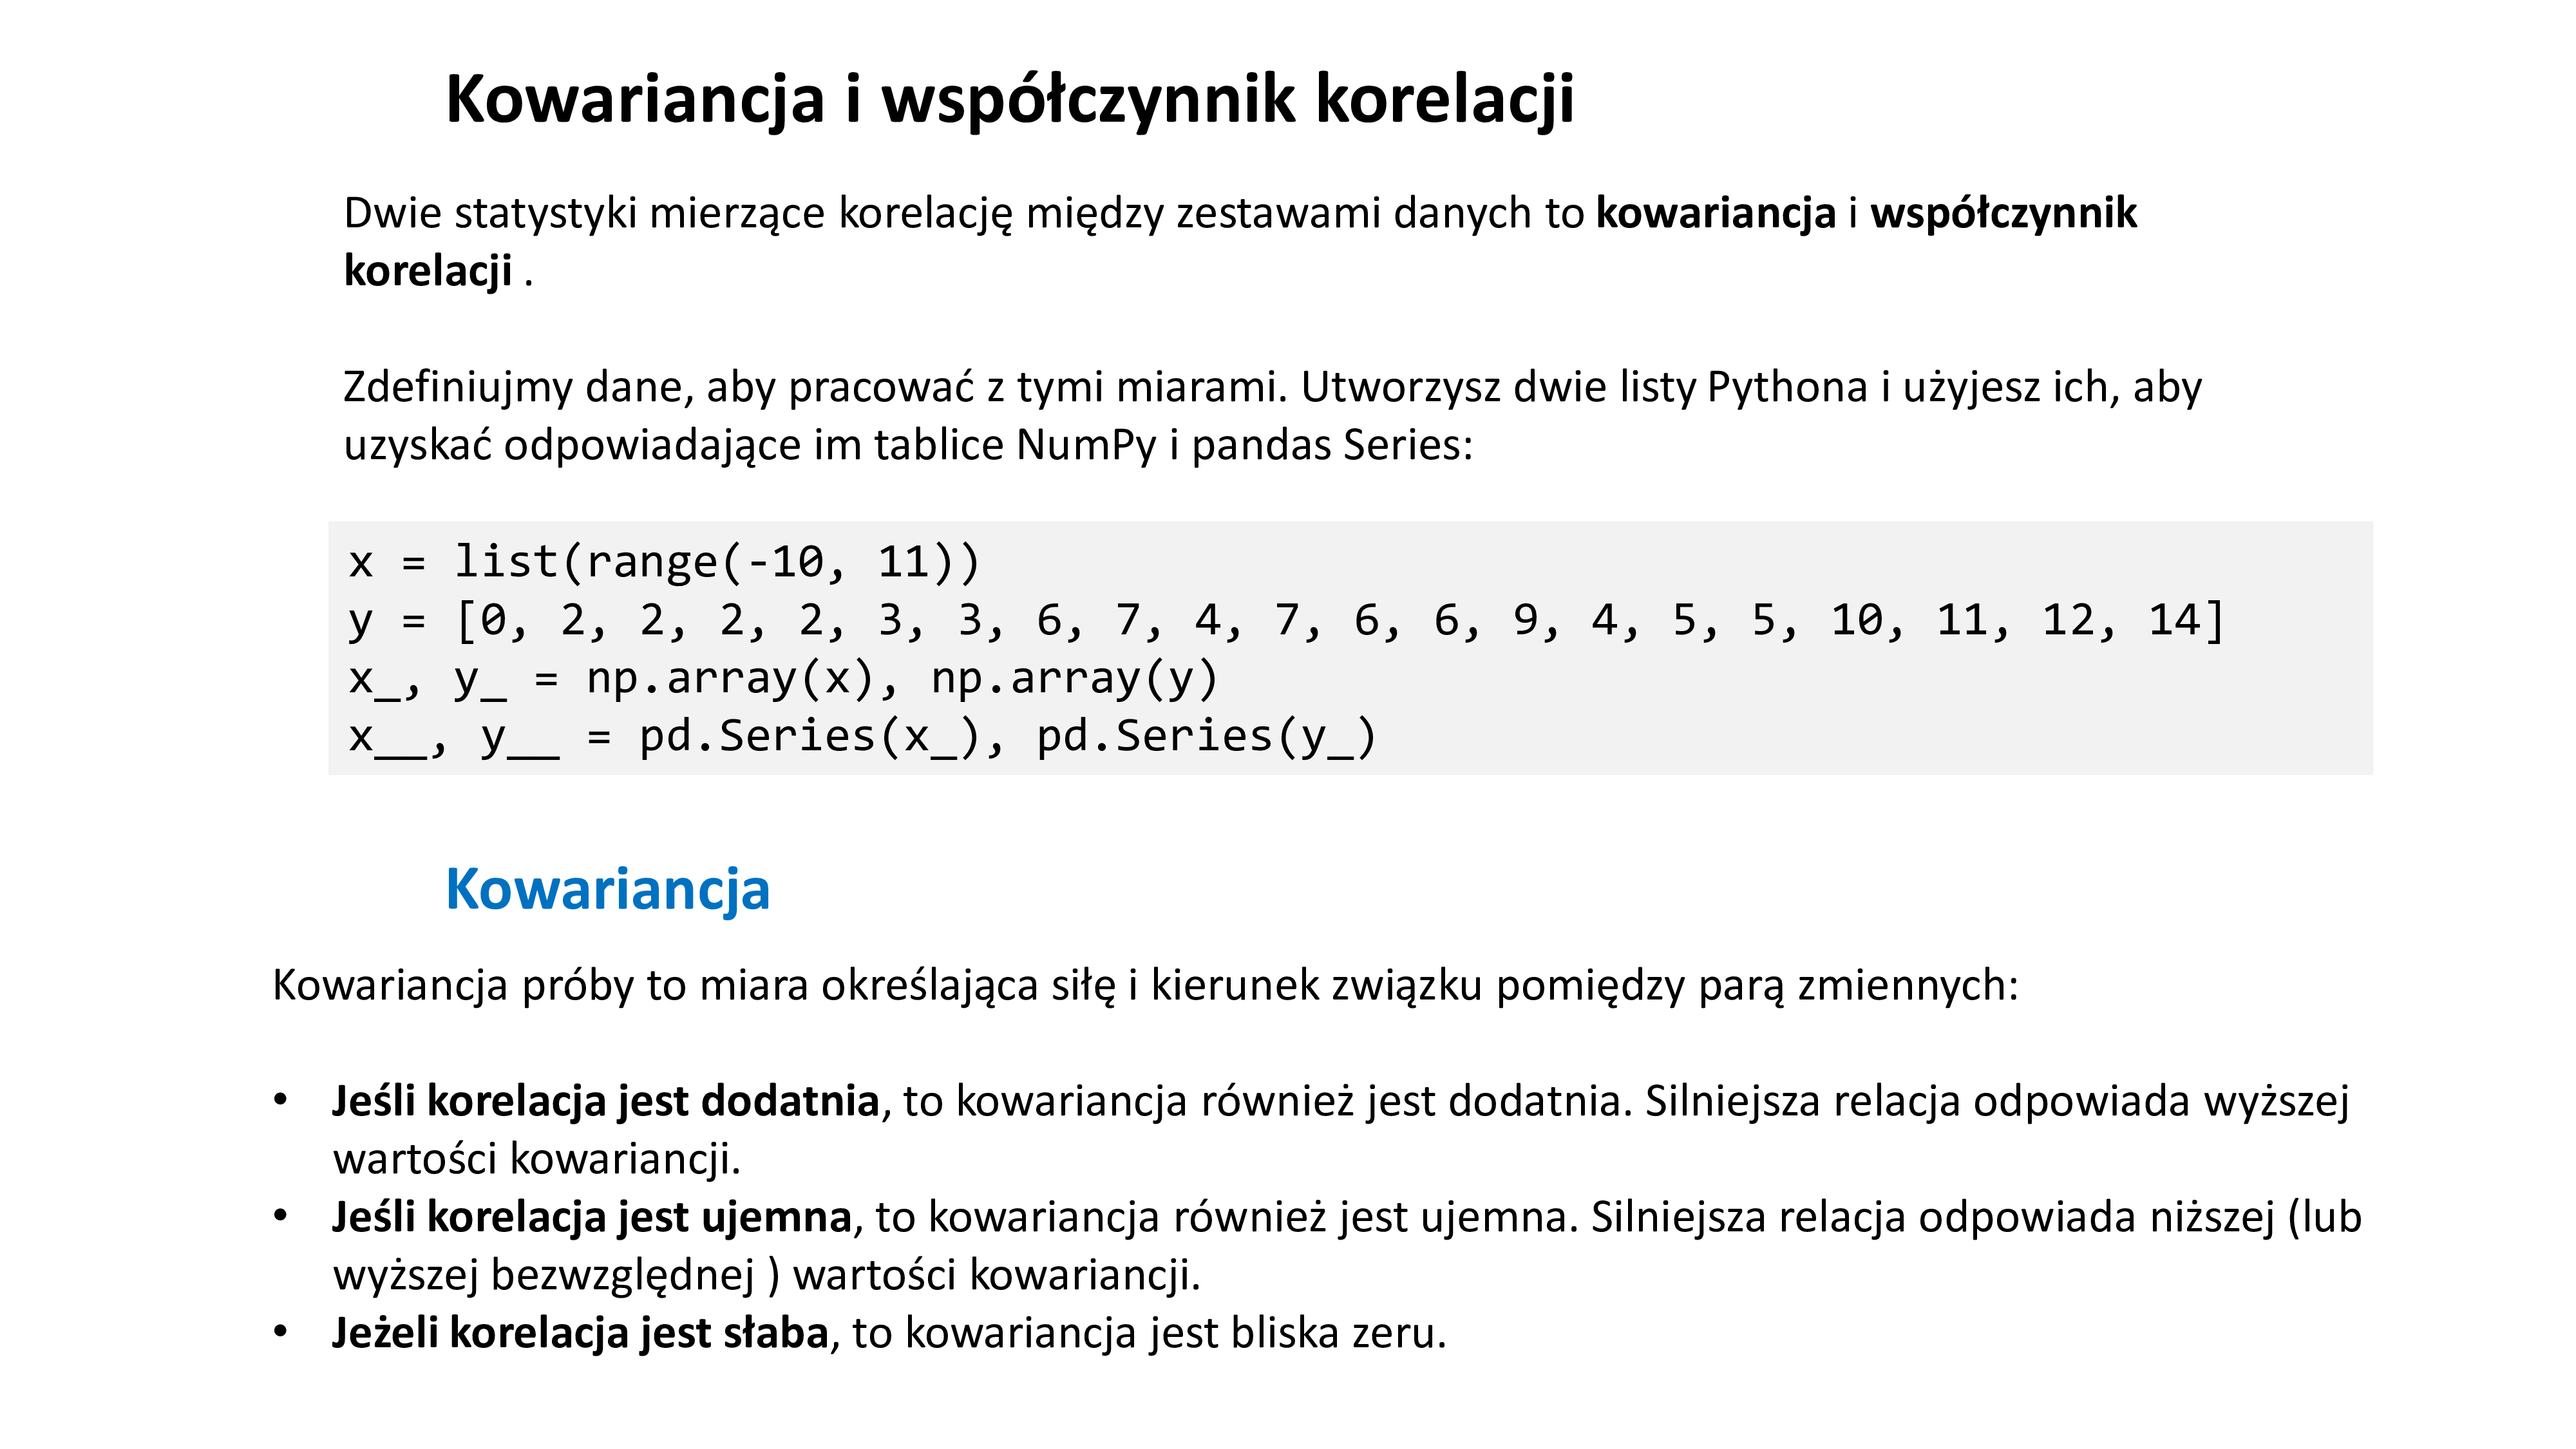 Kowariancja i współczynnik korelacji
Dwie statystyki mierzące korelację między zestawami danych to kowariancja i współczynnik
korelacji .
Zdefiniujmy dane, aby pracować z tymi miarami. Utworzysz dwie listy Pythona i użyjesz ich, aby
uzyskać odpowiadające im tablice NumPy i pandas Series:
x = list(range(-10, 11))
y = [0, 2, 2, 2, 2, 3, 3, 6, 7, 4, 7, 6, 6, 9, 4, 5, 5, 10, 11, 12, 14]
x_, y_ = np.array(x), np.array(y)
x__, y__ = pd.Series(x_), pd.Series(y_)
Kowariancja
Kowariancja próby to miara określająca siłę i kierunek związku pomiędzy parą zmiennych:
• Jeśli korelacja jest dodatnia, to kowariancja również jest dodatnia. Silniejsza relacja odpowiada wyższej
wartości kowariancji.
• Jeśli korelacja jest ujemna, to kowariancja również jest ujemna. Silniejsza relacja odpowiada niższej (lub
wyższej bezwzględnej ) wartości kowariancji.
• Jeżeli korelacja jest słaba, to kowariancja jest bliska zeru.